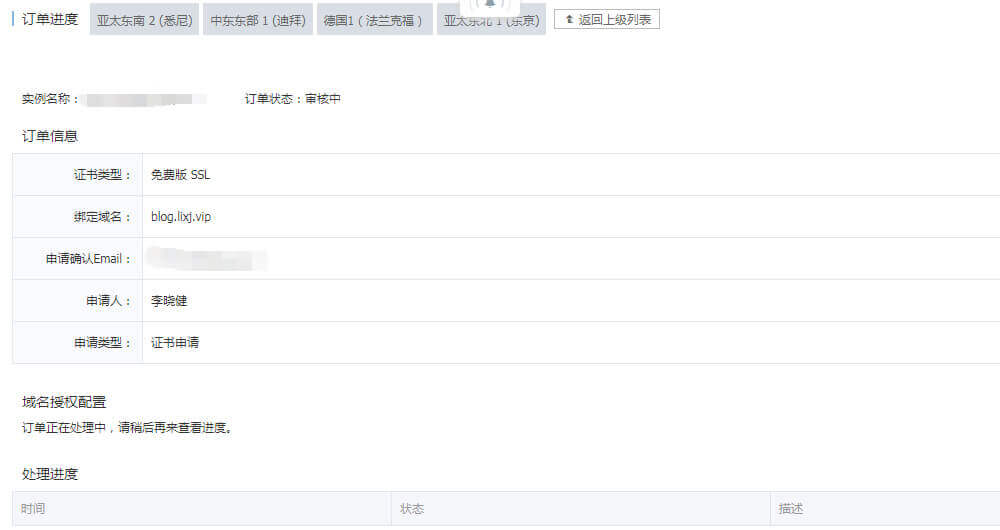 订单进度 亚太东南 2 (悉尼) 中东东部 1 (迪拜) 德国1 ( 法兰克福 ) 亚太东北 1 (东京) 返回上级列表
实例名称： 订单状态：审核中
订单信息
证书类型： 免费版 SSL
绑定域名： blog.lixj.vip
申请确认Email：
申请人： 李晓健
申请类型： 证书申请
域名授权配置
订单正在处理中，请稍后再来查看进度。
处理进度
时间 状态 描述